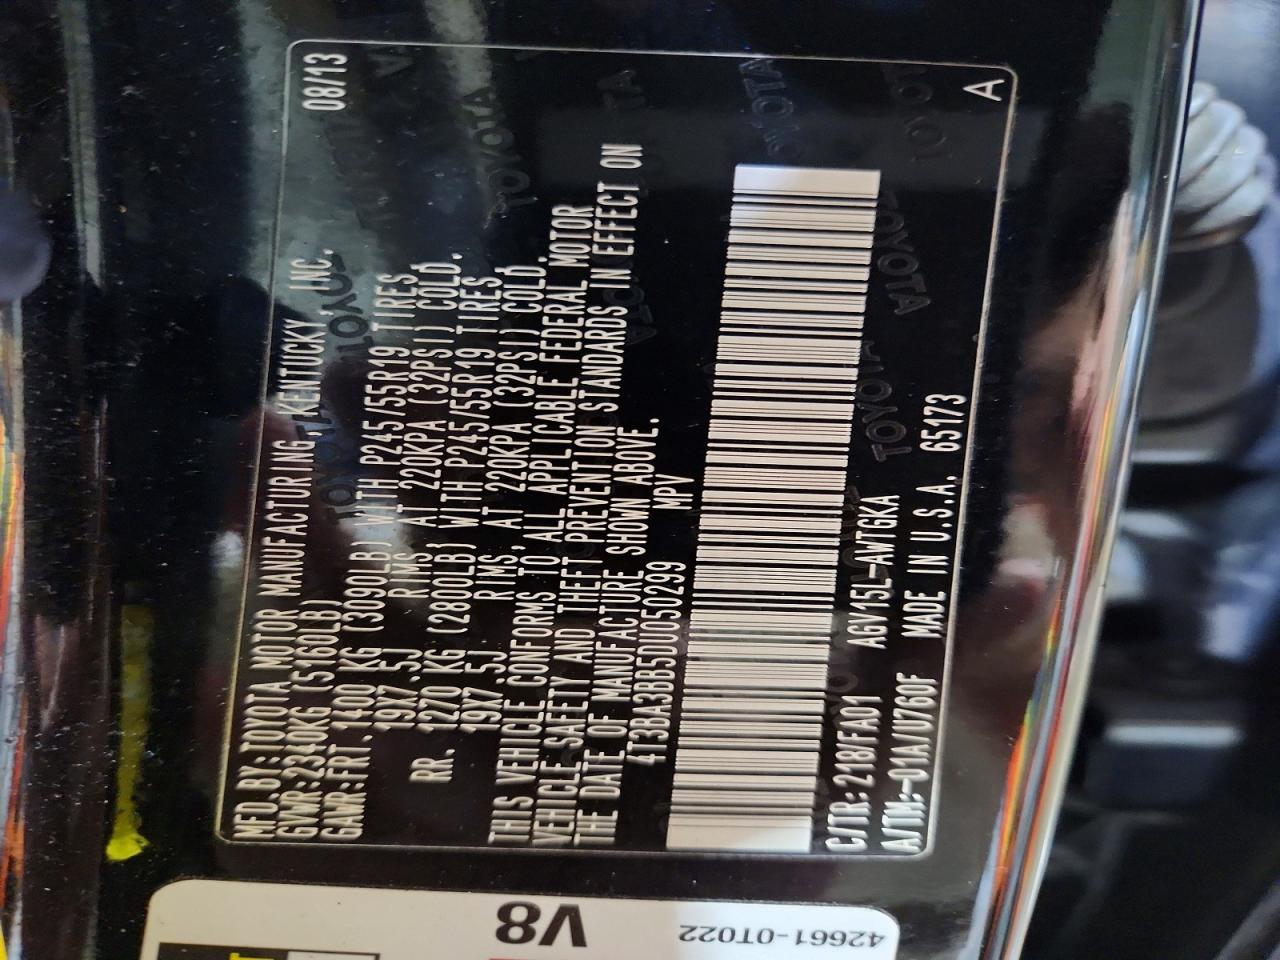 MFD.BY:TOYOTA MOTOR MANUFACTURING,KENTUCKY,INC. 08/13
GVWR:2340KG (5160LB)
GAWR:FRT.1400 KG (3090LB) WITH P245/55R19 TIRES
19X7.5J RIMS, AT 220KPA (32PSI) COLD.
RR. 1270 KG (2800LB) WITH P245/55R19 TIRES
19X7.5J RIMS, AT 220KPA (32PSI) COLD.
THIS VEHICLE CONFORMS TO ALL APPLICABLE FEDERAL MOTOR
VEHICLE SAFETY AND THEFT PREVENTION STANDARDS IN EFFECT ON
THE DATE OF MANUFACTURE SHOWN ABOVE.
4T3BA3BB5DU050299 MPV
C/TR:218/FA01 AGV15L-AWTGKA
A/TM:-01A/U760F MADE IN U.S.A. 65173 A
V8
42661-0T022